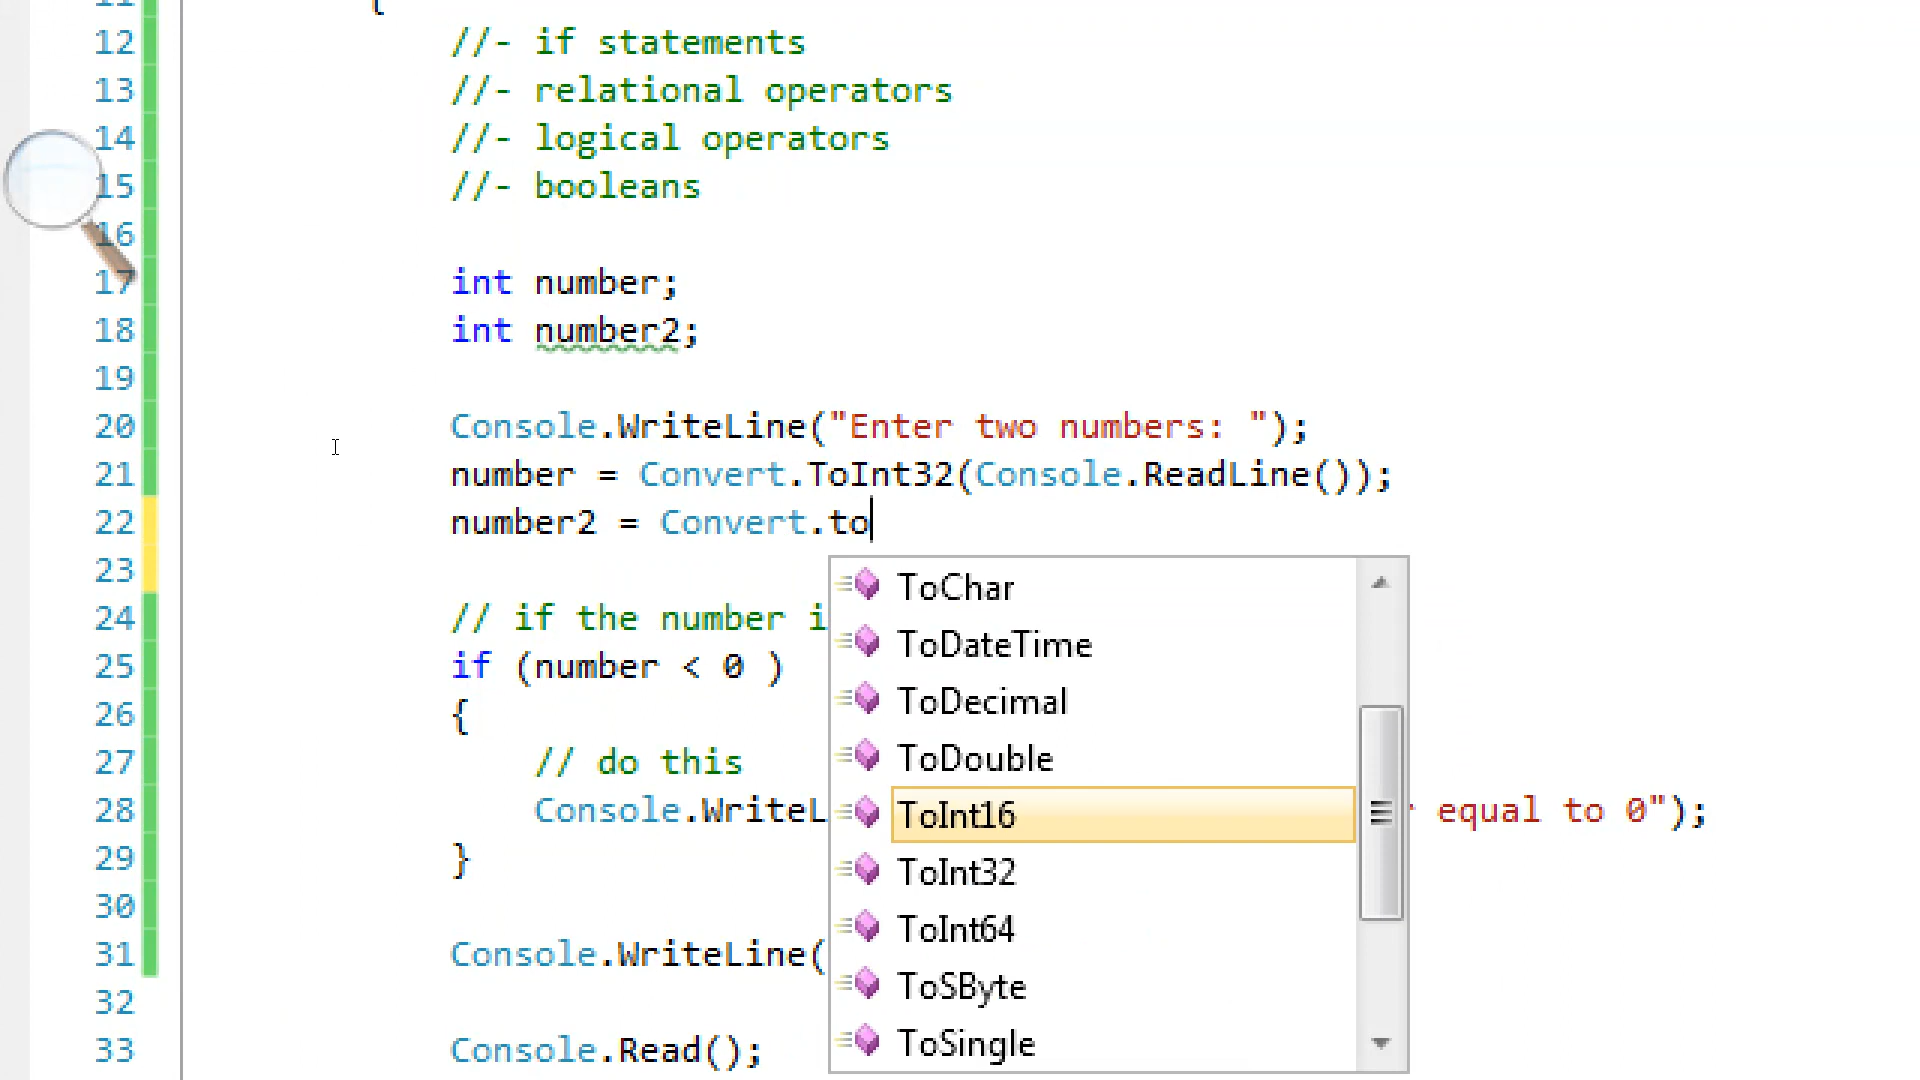 11 {
12 //- if statements
13 //- relational operators
14 //- logical operators
15 //- booleans
16
17 int number;
18 int number2;
19
20 Console.WriteLine("Enter two numbers: ");
21 number = Convert.ToInt32(Console.ReadLine());
22 number2 = Convert.to
23
ToChar
24 // if the number i
ToDateTime
25 if (number < 0 )
ToDecimal
26 {
27 // do this
ToDouble
28 Console.WriteL equal to 0");
ToInt16
29 }
ToInt32
30
ToInt64
31 Console.WriteLine(
32
ToSByte
33 Console.Read();
ToSingle